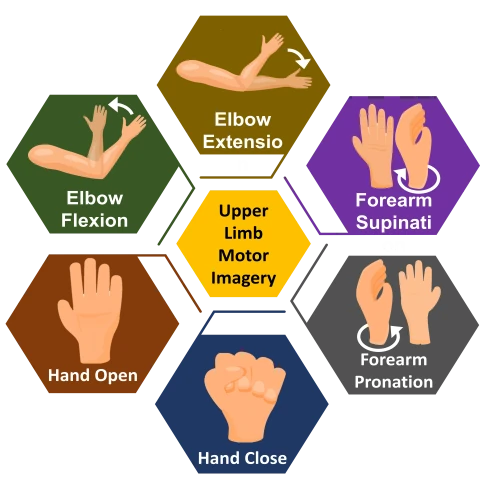 Elbow
Extensio
Elbow
Flexion
Forearm
Supinati
Upper
Limb
Motor
Imagery
Hand Open
Forearm
Pronation
Hand Close